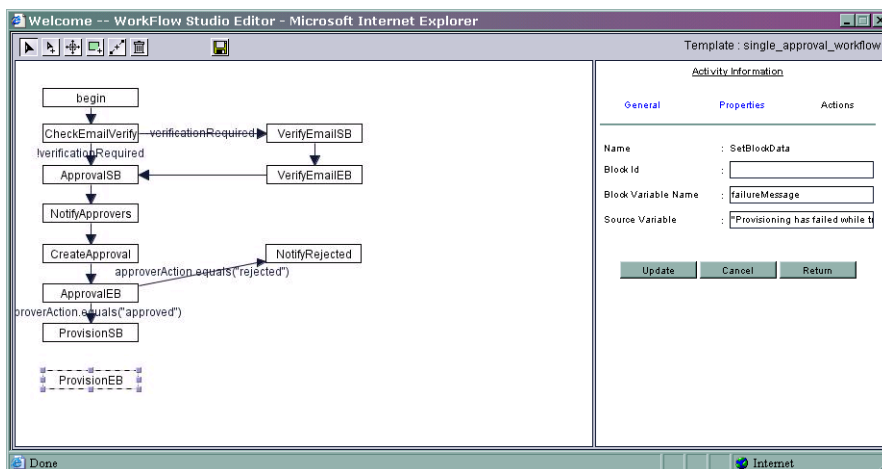 Welcome -- WorkFlow Studio Editor - Microsoft Internet Explorer
Template : single_approval_workflow
Activity Information
General Properties Actions
begin
CheckEmailVerify verificationRequired VerifyEmailSB
!verificationRequired
ApprovalSB VerifyEmailEB
NotifyApprovers
CreateApproval NotifyRejected
approverAction.equals("rejected")
ApprovalEB
proverAction.equals("approved")
ProvisionSB
ProvisionEB
Name : SetBlockData
Block Id :
Block Variable Name : failureMessage
Source Variable : "Provisioning has failed while tr
Update Cancel Return
Done Internet